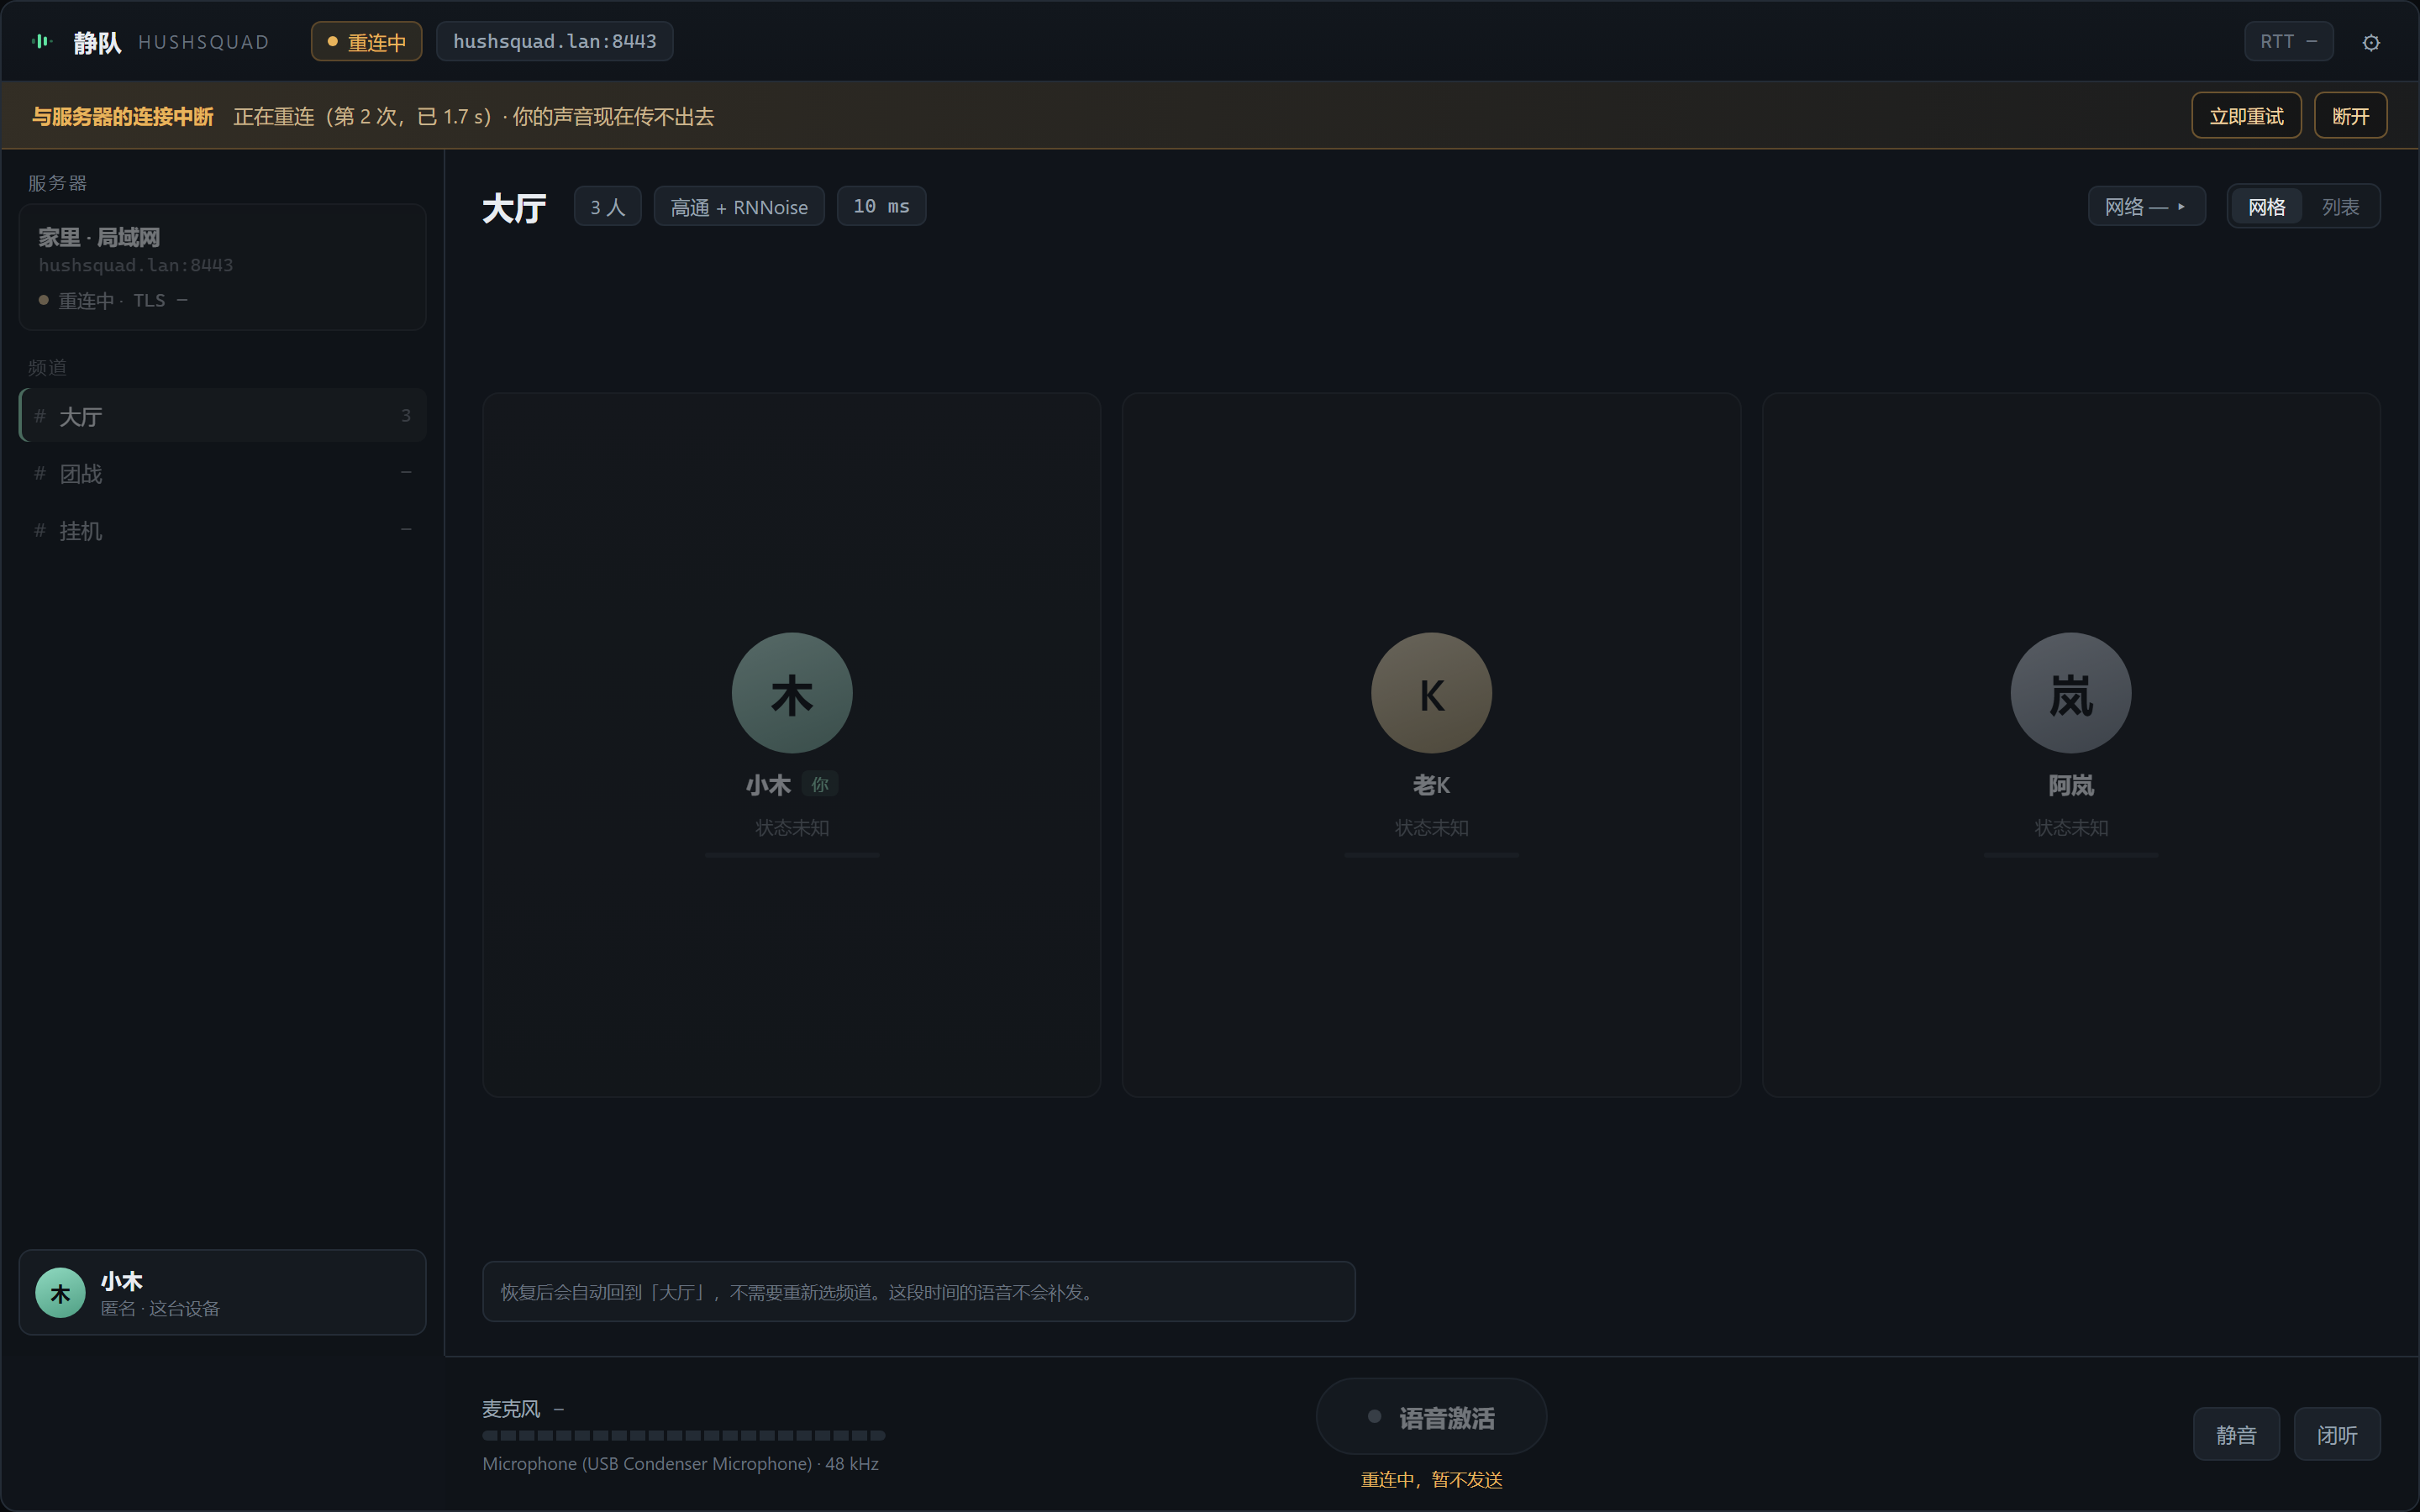 静队 HUSHSQUAD 重连中 hushsquad.lan:8443 RTT —
与服务器的连接中断 正在重连（第 2 次，已 1.7 s）· 你的声音现在传不出去 立即重试 断开
服务器
家里 · 局域网
hushsquad.lan:8443
重连中 · TLS —
频道
# 大厅 3
# 团战 —
# 挂机 —
小木
匿名 · 这台设备
大厅 3 人 高通 + RNNoise 10 ms 网络 — ▸ 网格 列表
木
小木 你
状态未知
K
老K
状态未知
岚
阿岚
状态未知
恢复后会自动回到「大厅」，不需要重新选频道。这段时间的语音不会补发。
木
麦克风 —
Microphone (USB Condenser Microphone) · 48 kHz
语音激活
重连中，暂不发送
静音 闭听